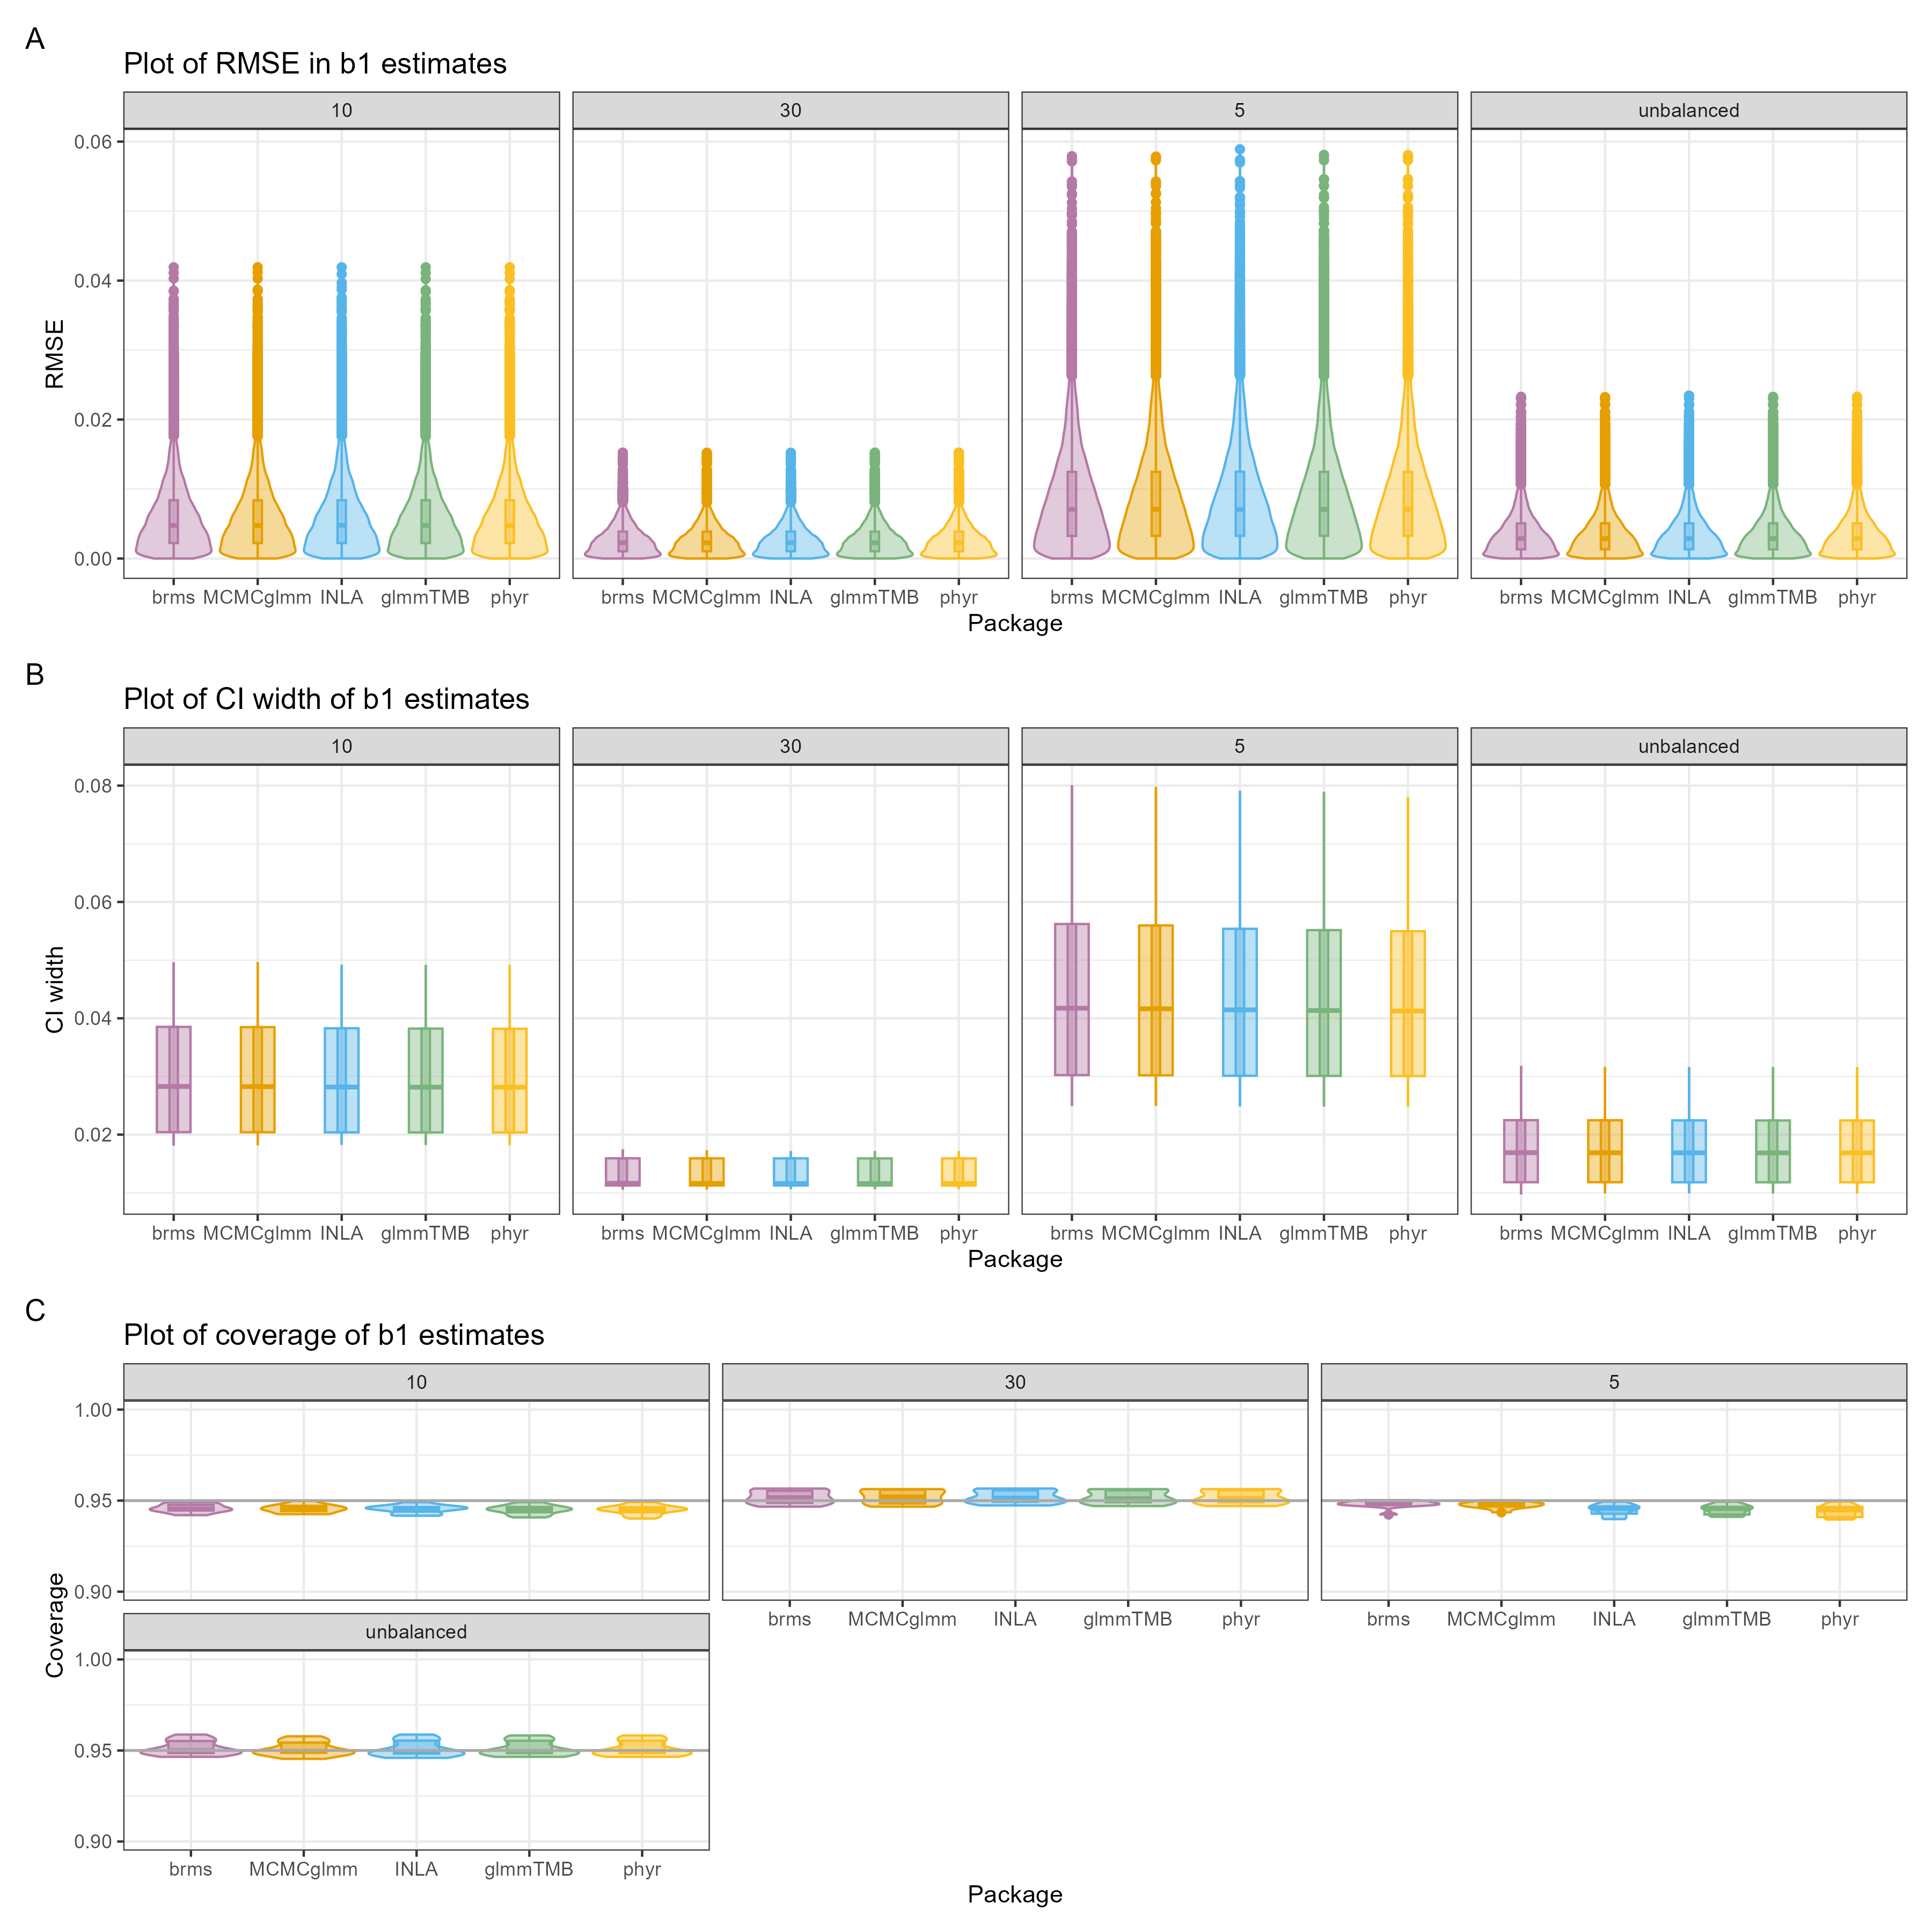 A
Plot of RMSE in b1 estimates
10 30 5 unbalanced
0.06
0.04
0.02
0.00
RMSE
brms MCMCglmm INLA glmmTMB phyr brms MCMCglmm INLA glmmTMB phyr brms MCMCglmm INLA glmmTMB phyr brms MCMCglmm INLA glmmTMB phyr
Package
B
Plot of CI width of b1 estimates
10 30 5 unbalanced
0.08
0.06
0.04
0.02
CI width
brms MCMCglmm INLA glmmTMB phyr brms MCMCglmm INLA glmmTMB phyr brms MCMCglmm INLA glmmTMB phyr brms MCMCglmm INLA glmmTMB phyr
Package
C
Plot of coverage of b1 estimates
10 30 5
1.00
0.95
0.90
brms MCMCglmm INLA glmmTMB phyr brms MCMCglmm INLA glmmTMB phyr
Coverage
unbalanced
1.00
0.95
0.90
brms MCMCglmm INLA glmmTMB phyr
Package